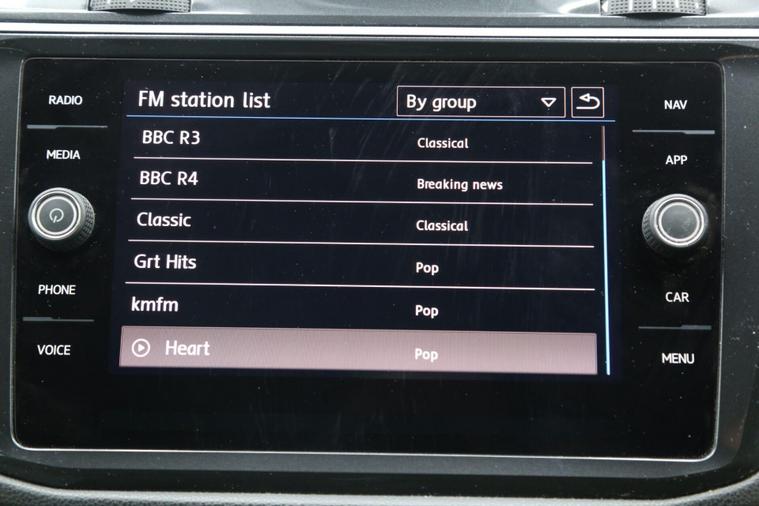 RADIO
MEDIA
PHONE
VOICE
FM station list By group
BBC R3 Classical
BBC R4 Breaking news
Classic Classical
Grt Hits Pop
kmfm Pop
Heart Pop
NAV
APP
CAR
MENU